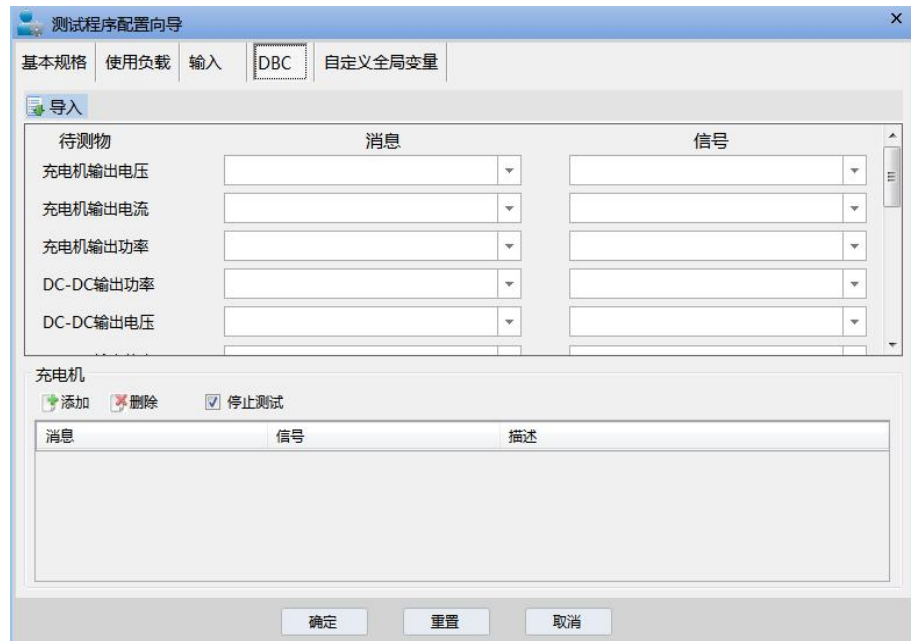 测试程序配置向导
基本规格 使用负载 输入 DBC 自定义全局变量
导入
待测物 消息 信号
充电机输出电压
充电机输出电流
充电机输出功率
DC-DC输出功率
DC-DC输出电压
充电机
添加 删除 停止测试
消息 信号 描述
确定 重置 取消